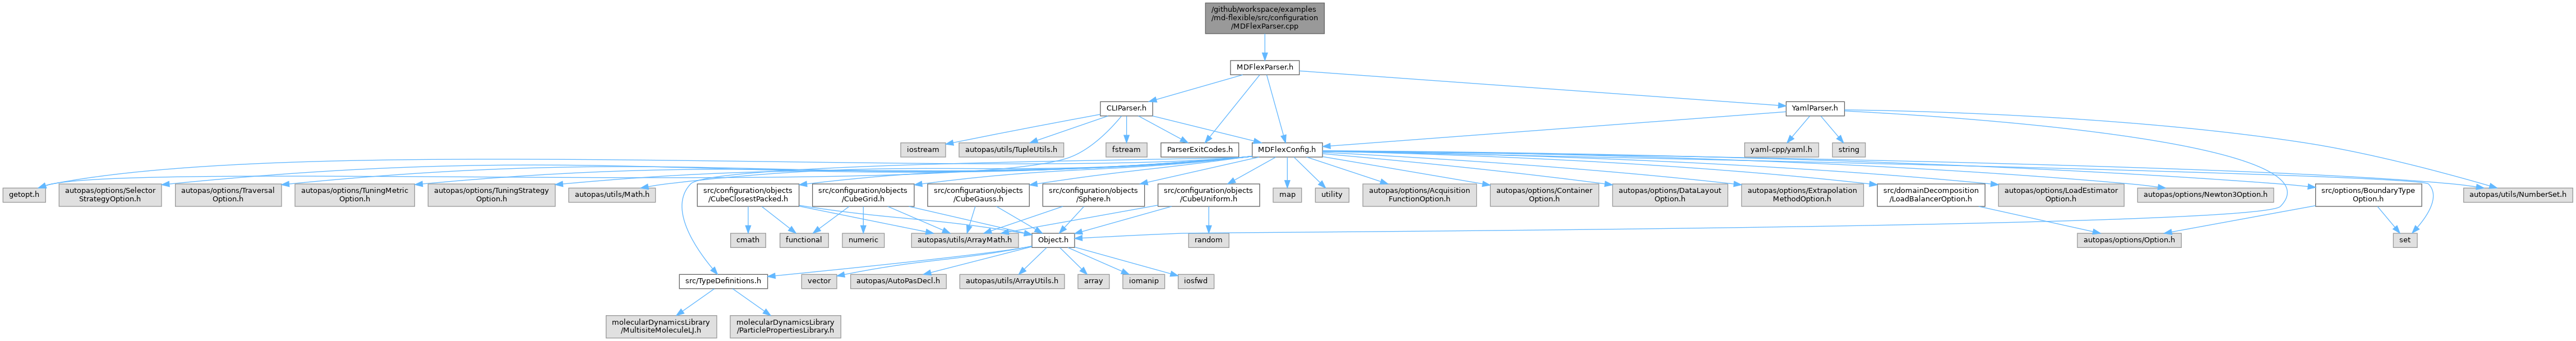 /github/workspace/examples
/md-flexible/src/configuration
/MDFlexParser.cpp
MDFlexParser.h
CLIParser.h
YamlParser.h
iostream
autopas/utils/TupleUtils.h
fstream
ParserExitCodes.h
MDFlexConfig.h
yaml-cpp/yaml.h
string
getopt.h
autopas/options/Selector
StrategyOption.h
autopas/options/Traversal
Option.h
autopas/options/TuningMetric
Option.h
autopas/options/TuningStrategy
Option.h
autopas/utils/Math.h
src/configuration/objects
/CubeClosestPacked.h
src/configuration/objects
/CubeGrid.h
src/configuration/objects
/CubeGauss.h
src/configuration/objects
/Sphere.h
src/configuration/objects
/CubeUniform.h
map
utility
autopas/options/Acquisition
FunctionOption.h
autopas/options/Container
Option.h
autopas/options/DataLayout
Option.h
autopas/options/Extrapolation
MethodOption.h
src/domainDecomposition
/LoadBalancerOption.h
autopas/options/LoadEstimator
Option.h
autopas/options/Newton3Option.h
src/options/BoundaryType
Option.h
autopas/utils/NumberSet.h
cmath
functional
numeric
autopas/utils/ArrayMath.h
Object.h
random
autopas/options/Option.h
set
src/TypeDefinitions.h
vector
autopas/AutoPasDecl.h
autopas/utils/ArrayUtils.h
array
iomanip
iosfwd
molecularDynamicsLibrary
/MultisiteMoleculeLJ.h
molecularDynamicsLibrary
/ParticlePropertiesLibrary.h